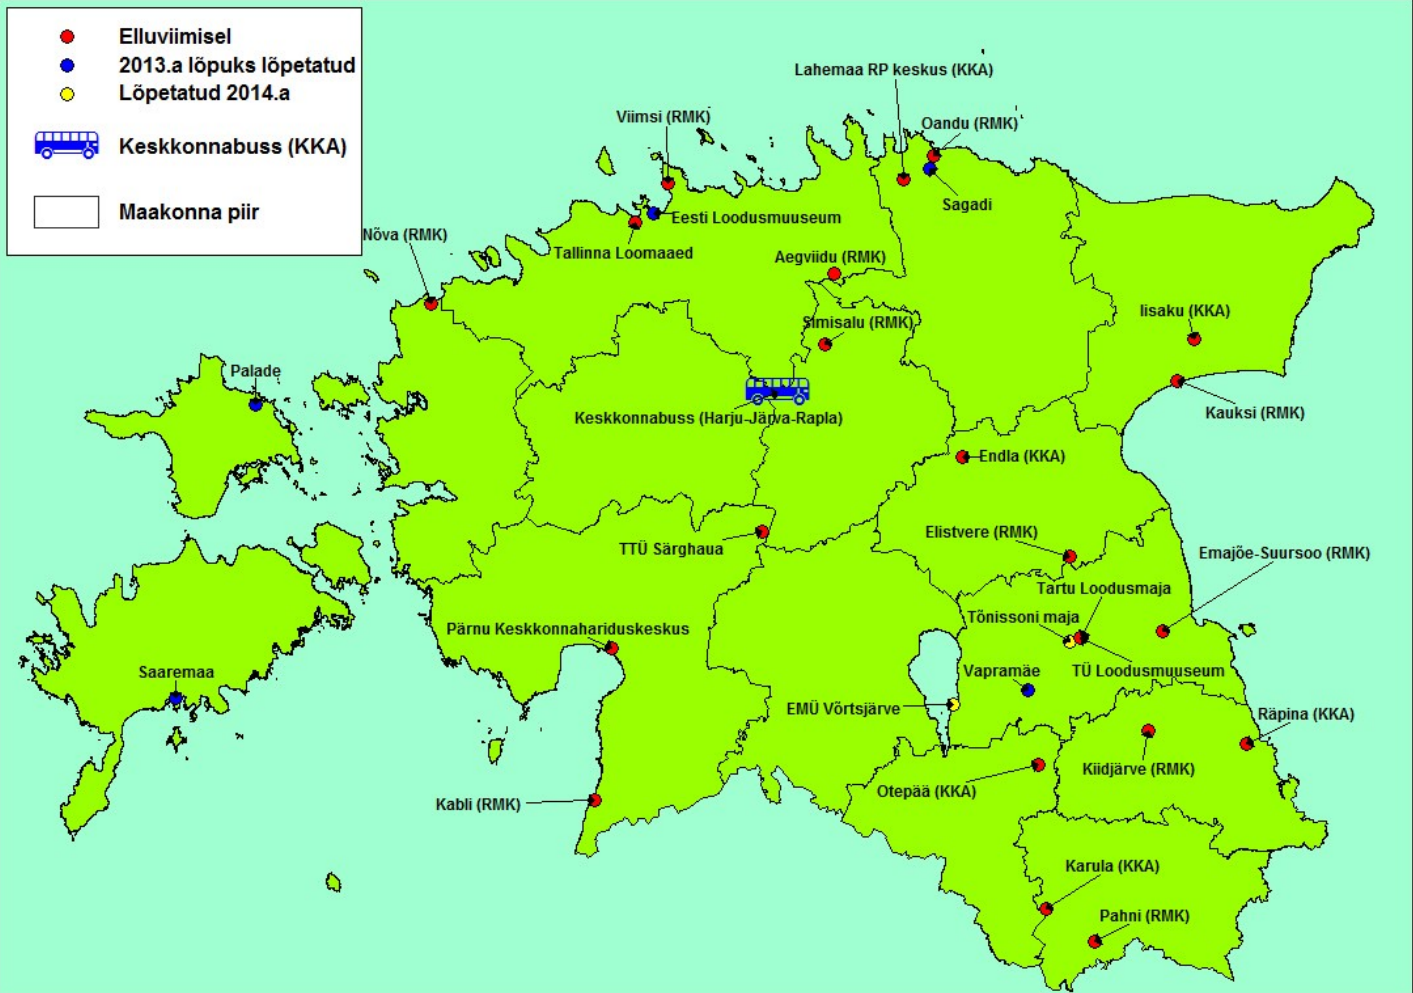 Elluviimisel
2013.a lõpuks lõpetatud
Lõpetatud 2014.a
Keskkonnabuss (KKA)
Maakonna piir
Lahemaa RP keskus (KKA)
Viimsi (RMK)
Oandu (RMK)
Sagadi
Eesti Loodusmuuseum
Nõva (RMK)
Tallinna Loomaaed
Aegviidu (RMK)
Iisaku (KKA)
Simisalu (RMK)
Palade
Kauksi (RMK)
Keskkonnabuss (Harju-Järva-Rapla)
Endla (KKA)
Elistvere (RMK)
TTÜ Särghaua
Emajõe-Suursoo (RMK)
Tartu Loodusmaja
Tõnissoni maja
Pärnu Keskkonnahariduskeskus
Saaremaa
Vapramäe
TÜ Loodusmuuseum
EMÜ Võrtsjärve
Räpina (KKA)
Kiidjärve (RMK)
Otepää (KKA)
Kabli (RMK)
Karula (KKA)
Pahni (RMK)